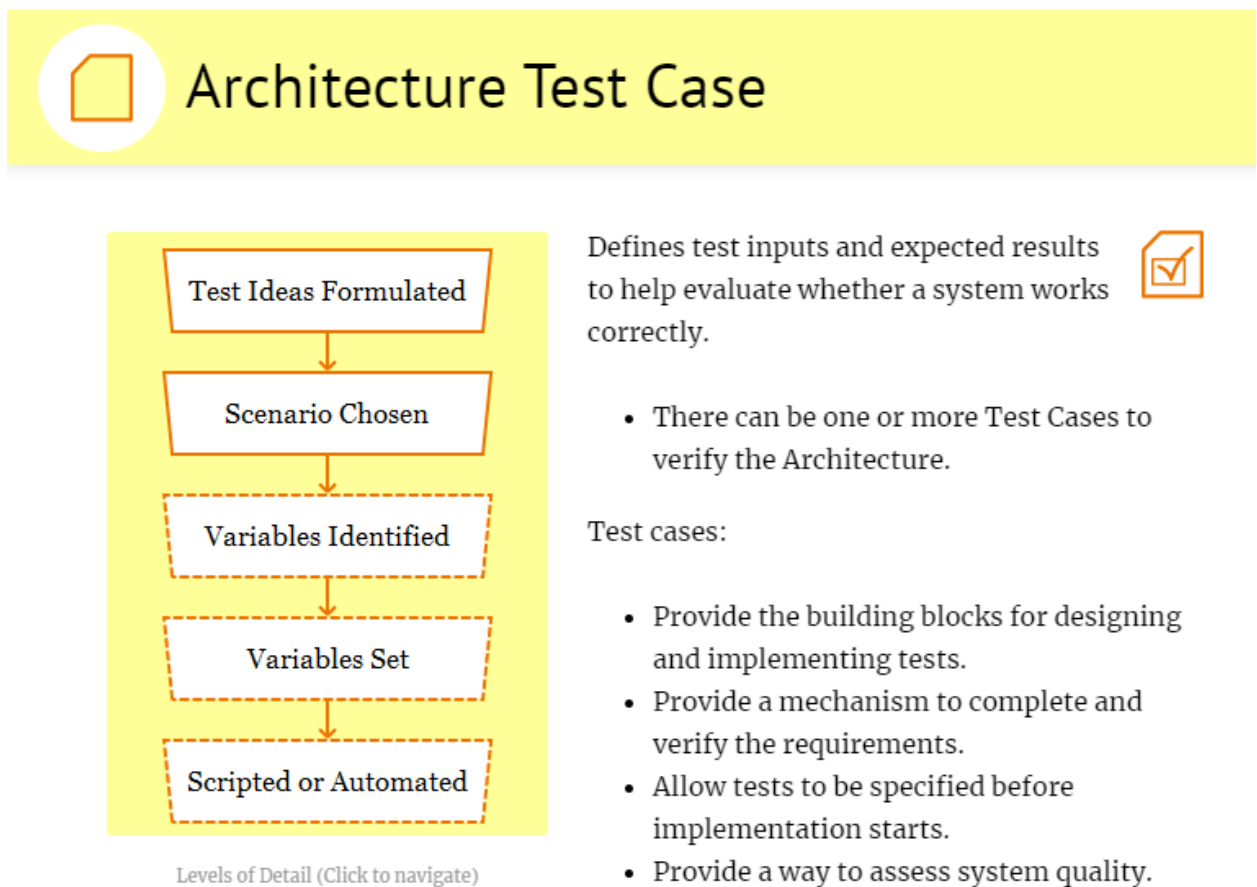 Architecture Test Case
Test Ideas Formulated
Scenario Chosen
Variables Identified
Variables Set
Scripted or Automated
Levels of Detail (Click to navigate)
Defines test inputs and expected results
to help evaluate whether a system works
correctly.
• There can be one or more Test Cases to
verify the Architecture.
Test cases:
• Provide the building blocks for designing
and implementing tests.
• Provide a mechanism to complete and
verify the requirements.
• Allow tests to be specified before
implementation starts.
• Provide a way to assess system quality.